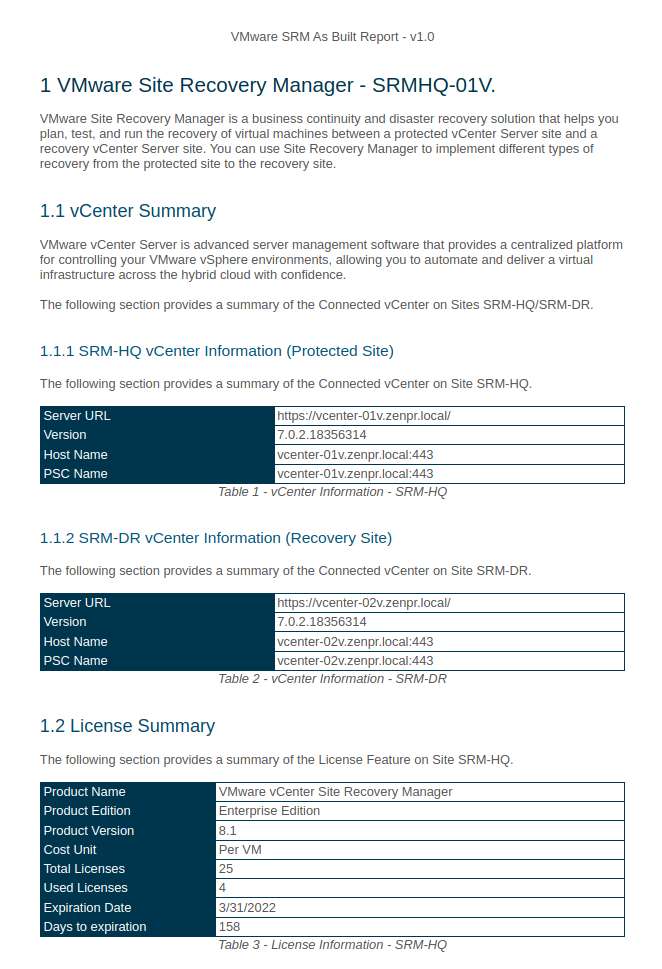 VMware SRM As Built Report - v1.0
1 VMware Site Recovery Manager - SRMHQ-01V.
VMware Site Recovery Manager is a business continuity and disaster recovery solution that helps you
plan, test, and run the recovery of virtual machines between a protected vCenter Server site and a
recovery vCenter Server site. You can use Site Recovery Manager to implement different types of
recovery from the protected site to the recovery site.
1.1 vCenter Summary
VMware vCenter Server is advanced server management software that provides a centralized platform
for controlling your VMware vSphere environments, allowing you to automate and deliver a virtual
infrastructure across the hybrid cloud with confidence.
The following section provides a summary of the Connected vCenter on Sites SRM-HQ/SRM-DR.
1.1.1 SRM-HQ vCenter Information (Protected Site)
The following section provides a summary of the Connected vCenter on Site SRM-HQ.
Server URL https://vcenter-01v.zenpr.local/
Version 7.0.2.18356314
Host Name vcenter-01v.zenpr.local:443
PSC Name vcenter-01v.zenpr.local:443
Table 1 - vCenter Information - SRM-HQ
1.1.2 SRM-DR vCenter Information (Recovery Site)
The following section provides a summary of the Connected vCenter on Site SRM-DR.
Server URL https://vcenter-02v.zenpr.local/
Version 7.0.2.18356314
Host Name vcenter-02v.zenpr.local:443
PSC Name vcenter-02v.zenpr.local:443
Table 2 - vCenter Information - SRM-DR
1.2 License Summary
The following section provides a summary of the License Feature on Site SRM-HQ.
Product Name VMware vCenter Site Recovery Manager
Product Edition Enterprise Edition
Product Version 8.1
Cost Unit Per VM
Total Licenses 25
Used Licenses 4
Expiration Date 3/31/2022
Days to expiration 158
Table 3 - License Information - SRM-HQ